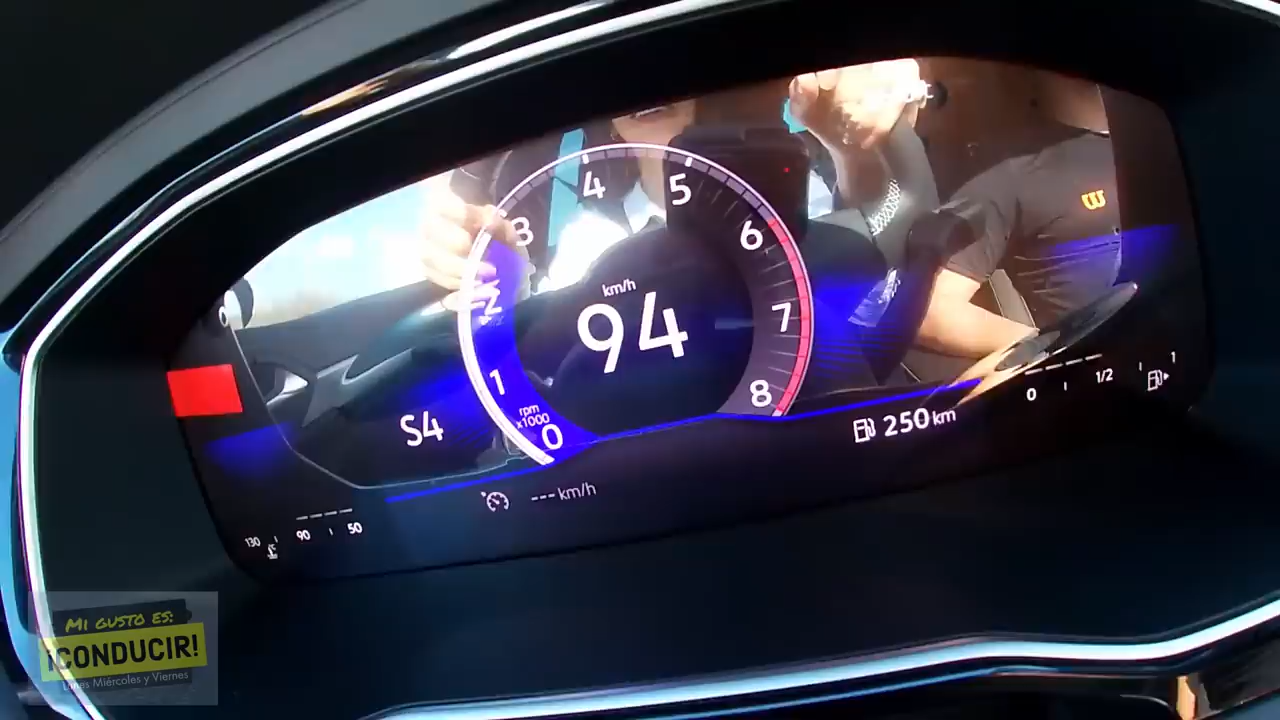 4
5
3
6
2
7
1
8
0
km/h
94
rpm
x1000
S4
250 km
--- km/h
0
1/2
1
130
90
50
MI GUSTO ES:
¡CONDUCIR!
Lunes Miércoles y Viernes